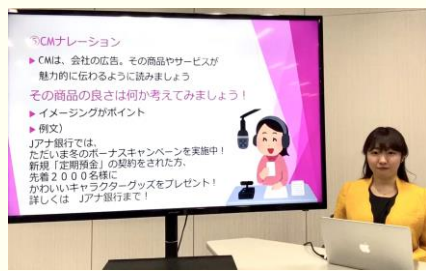 ①CMナレーション
▶ CMは、会社の広告。その商品やサービスが
魅力的に伝わるように読みましょう
その商品の良さは何か考えてみましょう！
▶ イメージングがポイント
▶ 例文）
Jアナ銀行では、
ただいま冬のボーナスキャンペーンを実施中！
新規「定期預金」の契約をされた方、
先着２０００名様に
かわいいキャラクターグッズをプレゼント！
詳しくは Jアナ銀行まで！